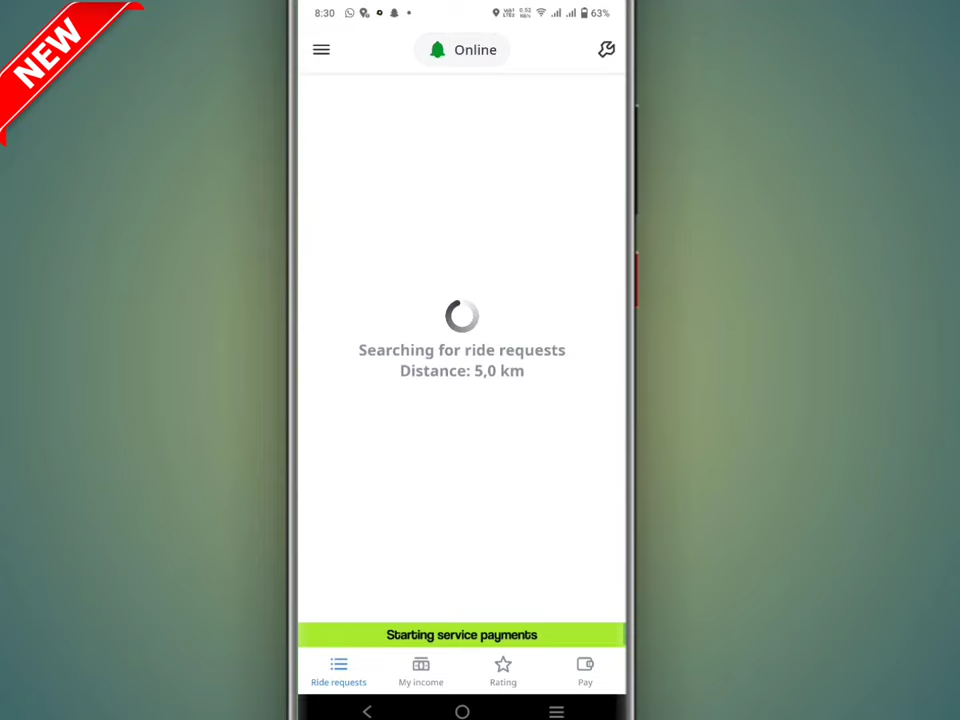 NEW
8:30 63%
Online
Searching for ride requests
Distance: 5,0 km
Starting service payments
Ride requests My income Rating Pay